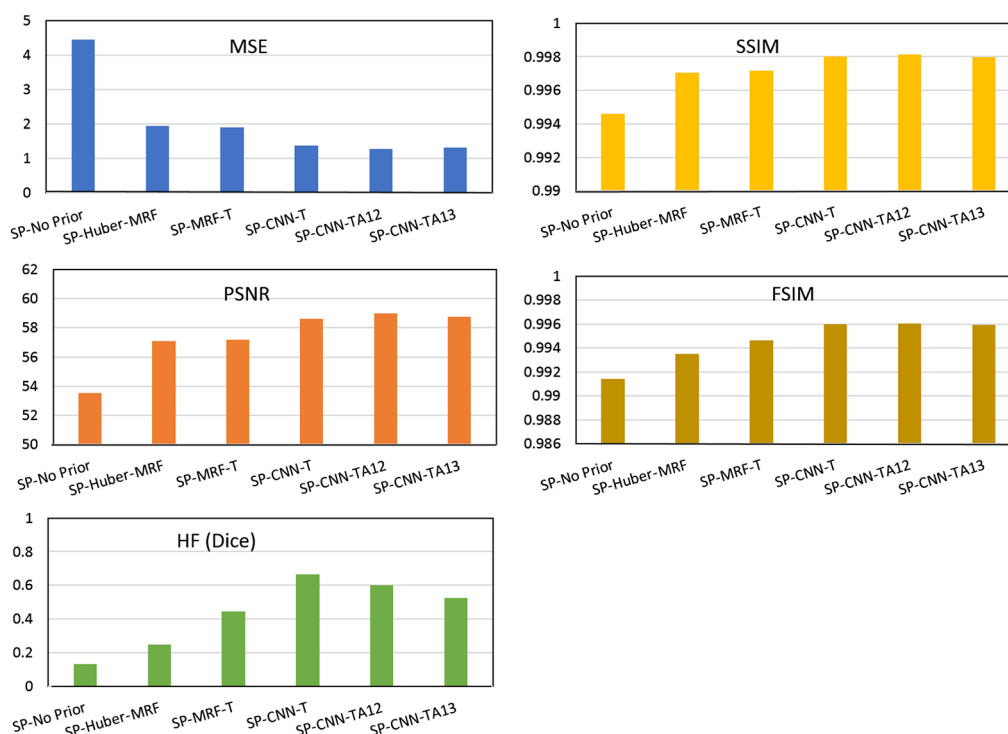 MSE
5
4
3
2
1
0
SP-No Prior
SP-Huber-MRF
SP-MRF-T
SP-CNN-T
SP-CNN-TA12
SP-CNN-TA13
SSIM
1
0.998
0.996
0.994
0.992
0.99
SP-No Prior
SP-Huber-MRF
SP-MRF-T
SP-CNN-T
SP-CNN-TA12
SP-CNN-TA13
PSNR
62
60
58
56
54
52
50
SP-No Prior
SP-Huber-MRF
SP-MRF-T
SP-CNN-T
SP-CNN-TA12
SP-CNN-TA13
FSIM
1
0.998
0.996
0.994
0.992
0.99
0.988
0.986
SP-No Prior
SP-Huber-MRF
SP-MRF-T
SP-CNN-T
SP-CNN-TA12
SP-CNN-TA13
HF (Dice)
1
0.8
0.6
0.4
0.2
0
SP-No Prior
SP-Huber-MRF
SP-MRF-T
SP-CNN-T
SP-CNN-TA12
SP-CNN-TA13